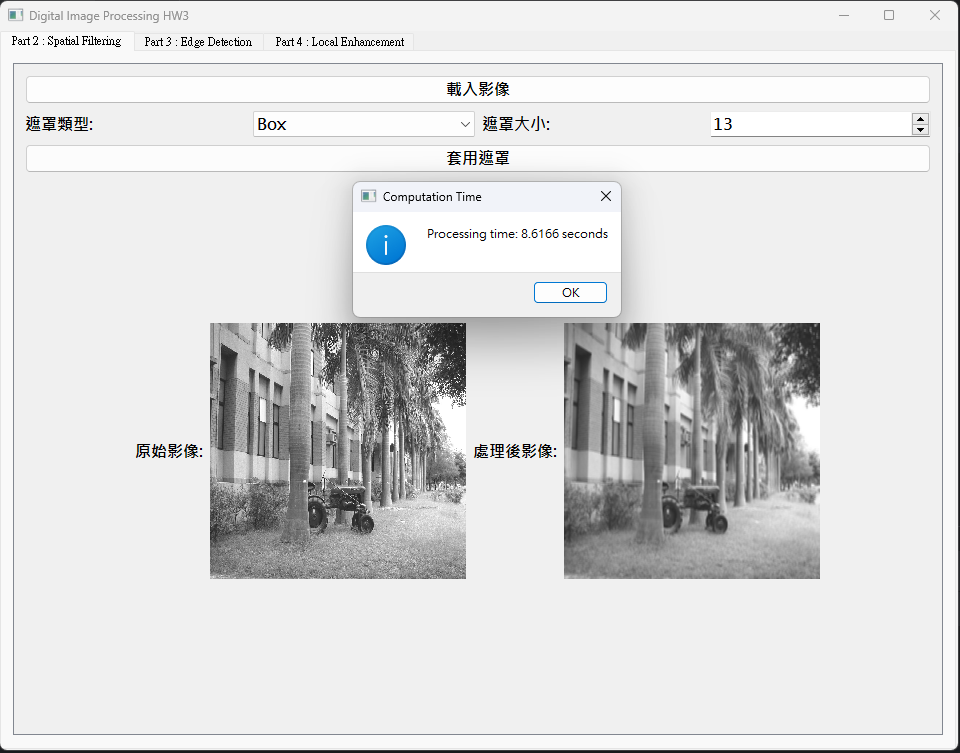 Digital Image Processing HW3
Part 2 : Spatial Filtering Part 3 : Edge Detection Part 4 : Local Enhancement
載入影像
遮罩類型: Box 遮罩大小: 13
套用遮罩
Computation Time
Processing time: 8.6166 seconds
OK
原始影像: 處理後影像: